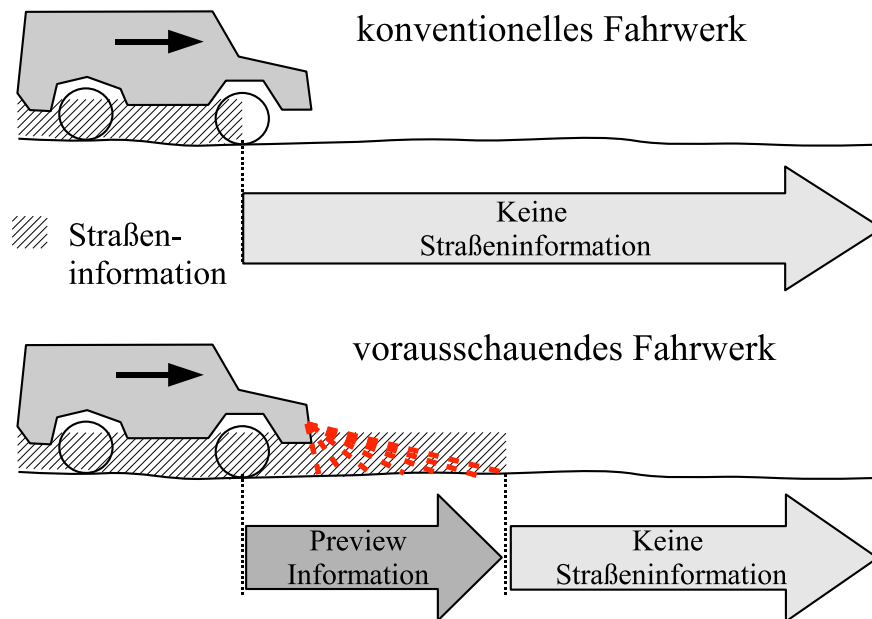 konventionelles Fahrwerk
Keine
Straßeninformation
Straßen-
information
vorausschauendes Fahrwerk
Preview
Information
Keine
Straßeninformation